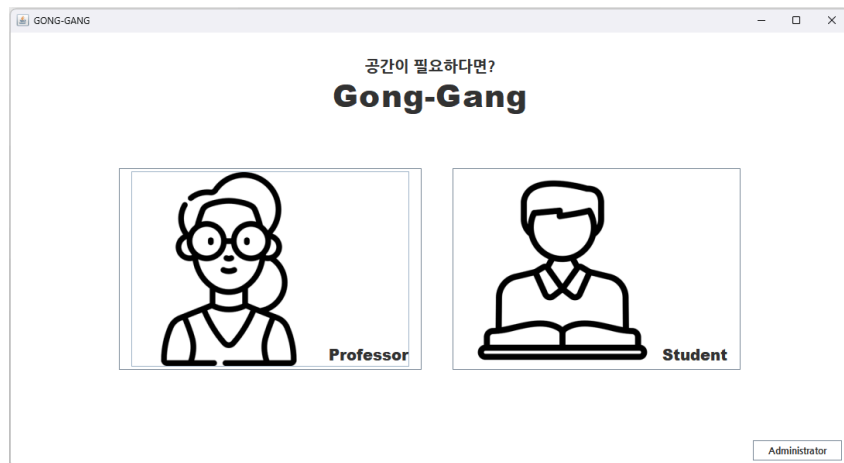 GONG-GANG
공간이 필요하다면?
Gong-Gang
Professor
Student
Administrator